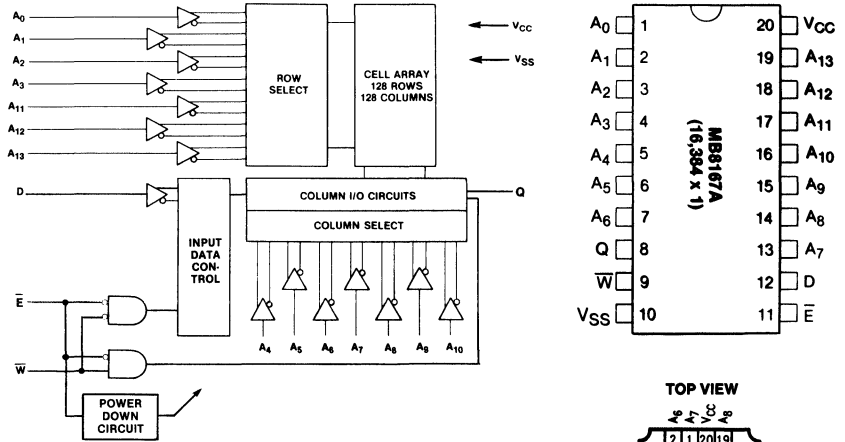 A0
A1
A2
A3
A11
A12
A13
ROW
SELECT
CELL ARRAY
128 ROWS
128 COLUMNS
VCC
VSS
D
INPUT
DATA
CON-
TROL
COLUMN I/O CIRCUITS
COLUMN SELECT
Q
E
W
A4 A5 A6 A7 A8 A9 A10
POWER
DOWN
CIRCUIT
A0 1 20 VCC
A1 2 19 A13
A2 3 18 A12
A3 4 17 A11
A4 5 16 A10
A5 6 15 A9
A6 7 14 A8
Q 8 13 A7
W 9 12 D
VSS 10 11 E
MB8167A
(16,384 x 1)
TOP VIEW
A6 A7 VCC A8
2 1 20 19